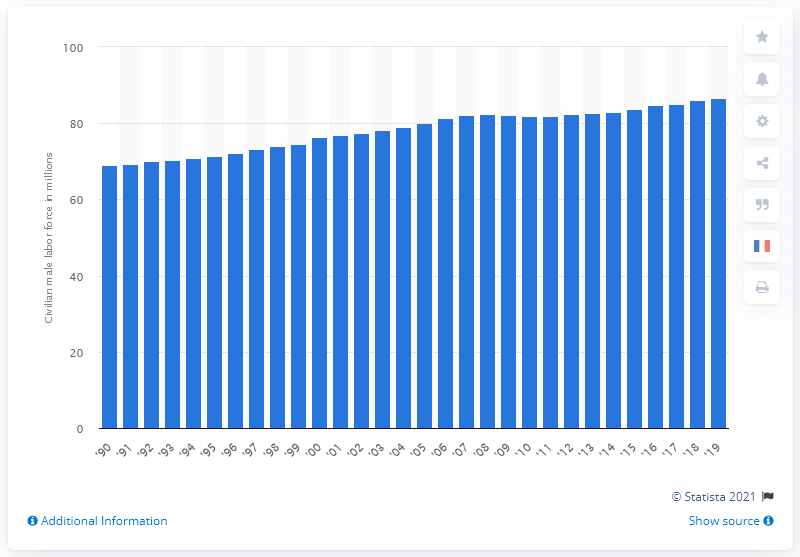 100
80
60
40
20
0
Civilian male labor force in millions
'90 '91 '92 '93 '94 '95 '96 '97 '98 '99 '00 '01 '02 '03 '04 '05 '06 '07 '08 '09 '10 '11 '12 '13 '14 '15 '16 '17 '18 '19
© Statista 2021
Additional Information
Show source